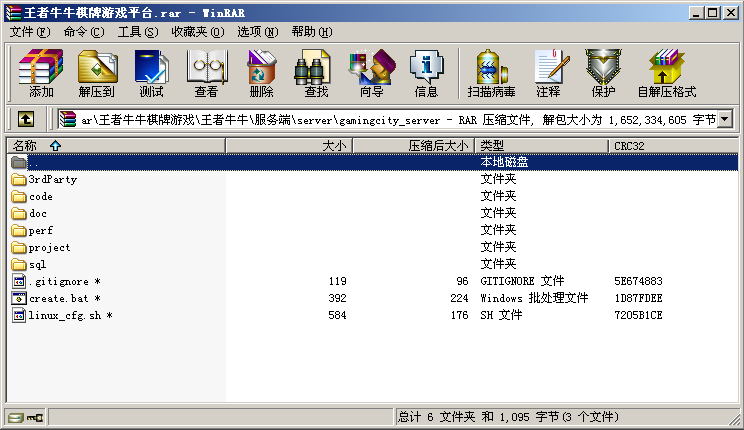 王者牛牛棋牌游戏平台.rar - WinRAR
文件(F) 命令(C) 工具(S) 收藏夹(O) 选项(N) 帮助(H)
添加 解压到 测试 查看 删除 查找 向导 信息 扫描病毒 注释 保护 自解压格式
ar\王者牛牛棋牌游戏\王者牛牛\服务端\server\gamingcity_server - RAR 压缩文件, 解包大小为 1,652,334,605 字节
名称 大小 压缩后大小 类型 CRC32
.. 本地磁盘
3rdParty 文件夹
code 文件夹
doc 文件夹
perf 文件夹
project 文件夹
sql 文件夹
.gitignore * 119 96 GITIGNORE 文件 5E674883
create.bat * 392 224 Windows 批处理文件 1D87FDEE
linux_cfg.sh * 584 176 SH 文件 7205B1CE
总计 6 文件夹 和 1,095 字节(3 个文件)